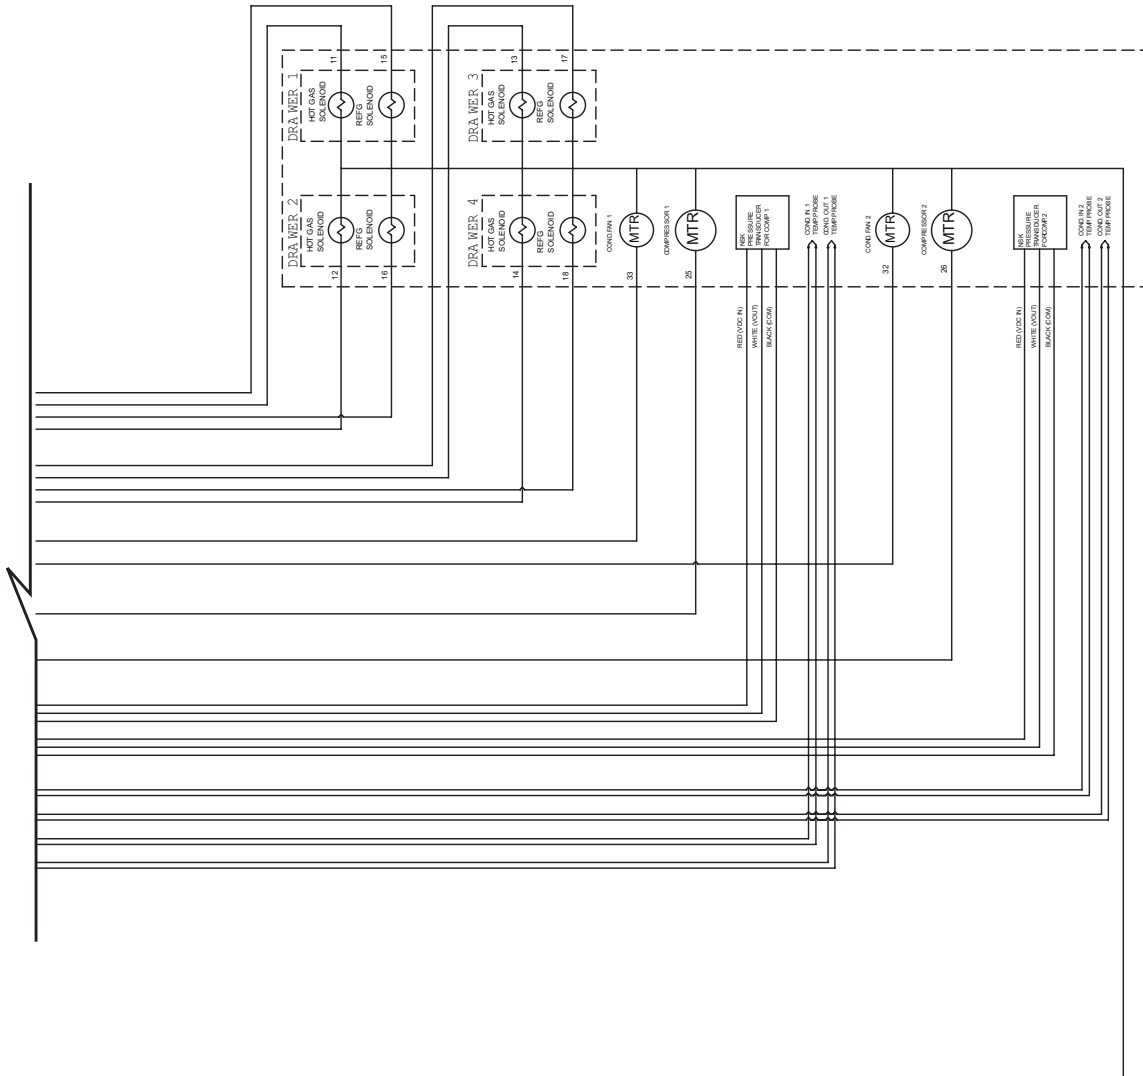 DRAWER 1
HOT GAS
SOLENOID
REFG
SOLENOID
11
15
DRAWER 3
HOT GAS
SOLENOID
REFG
SOLENOID
13
17
DRAWER 2
HOT GAS
SOLENOID
REFG
SOLENOID
12
16
DRAWER 4
HOT GAS
SOLENOID
REFG
SOLENOID
14
18
COND.FAN 1
MTR
33
COMPRESSOR 1
MTR
25
NSK
PRESSURE
TRANSDUCER
FOR COMP 1
RED (VDC IN)
WHITE (VOUT)
BLACK (COM)
COND. IN 1
TEMP.PROBE
COND. OUT 1
TEMP.PROBE
COND.FAN 2
MTR
32
COMPRESSOR 2
MTR
26
NSK
PRESSURE
TRANSDUCER
FOR COMP.2
RED (VDC IN)
WHITE (VOUT)
BLACK (COM)
COND. IN 2
TEMP. PROBE
COND. OUT 2
TEMP. PROBE